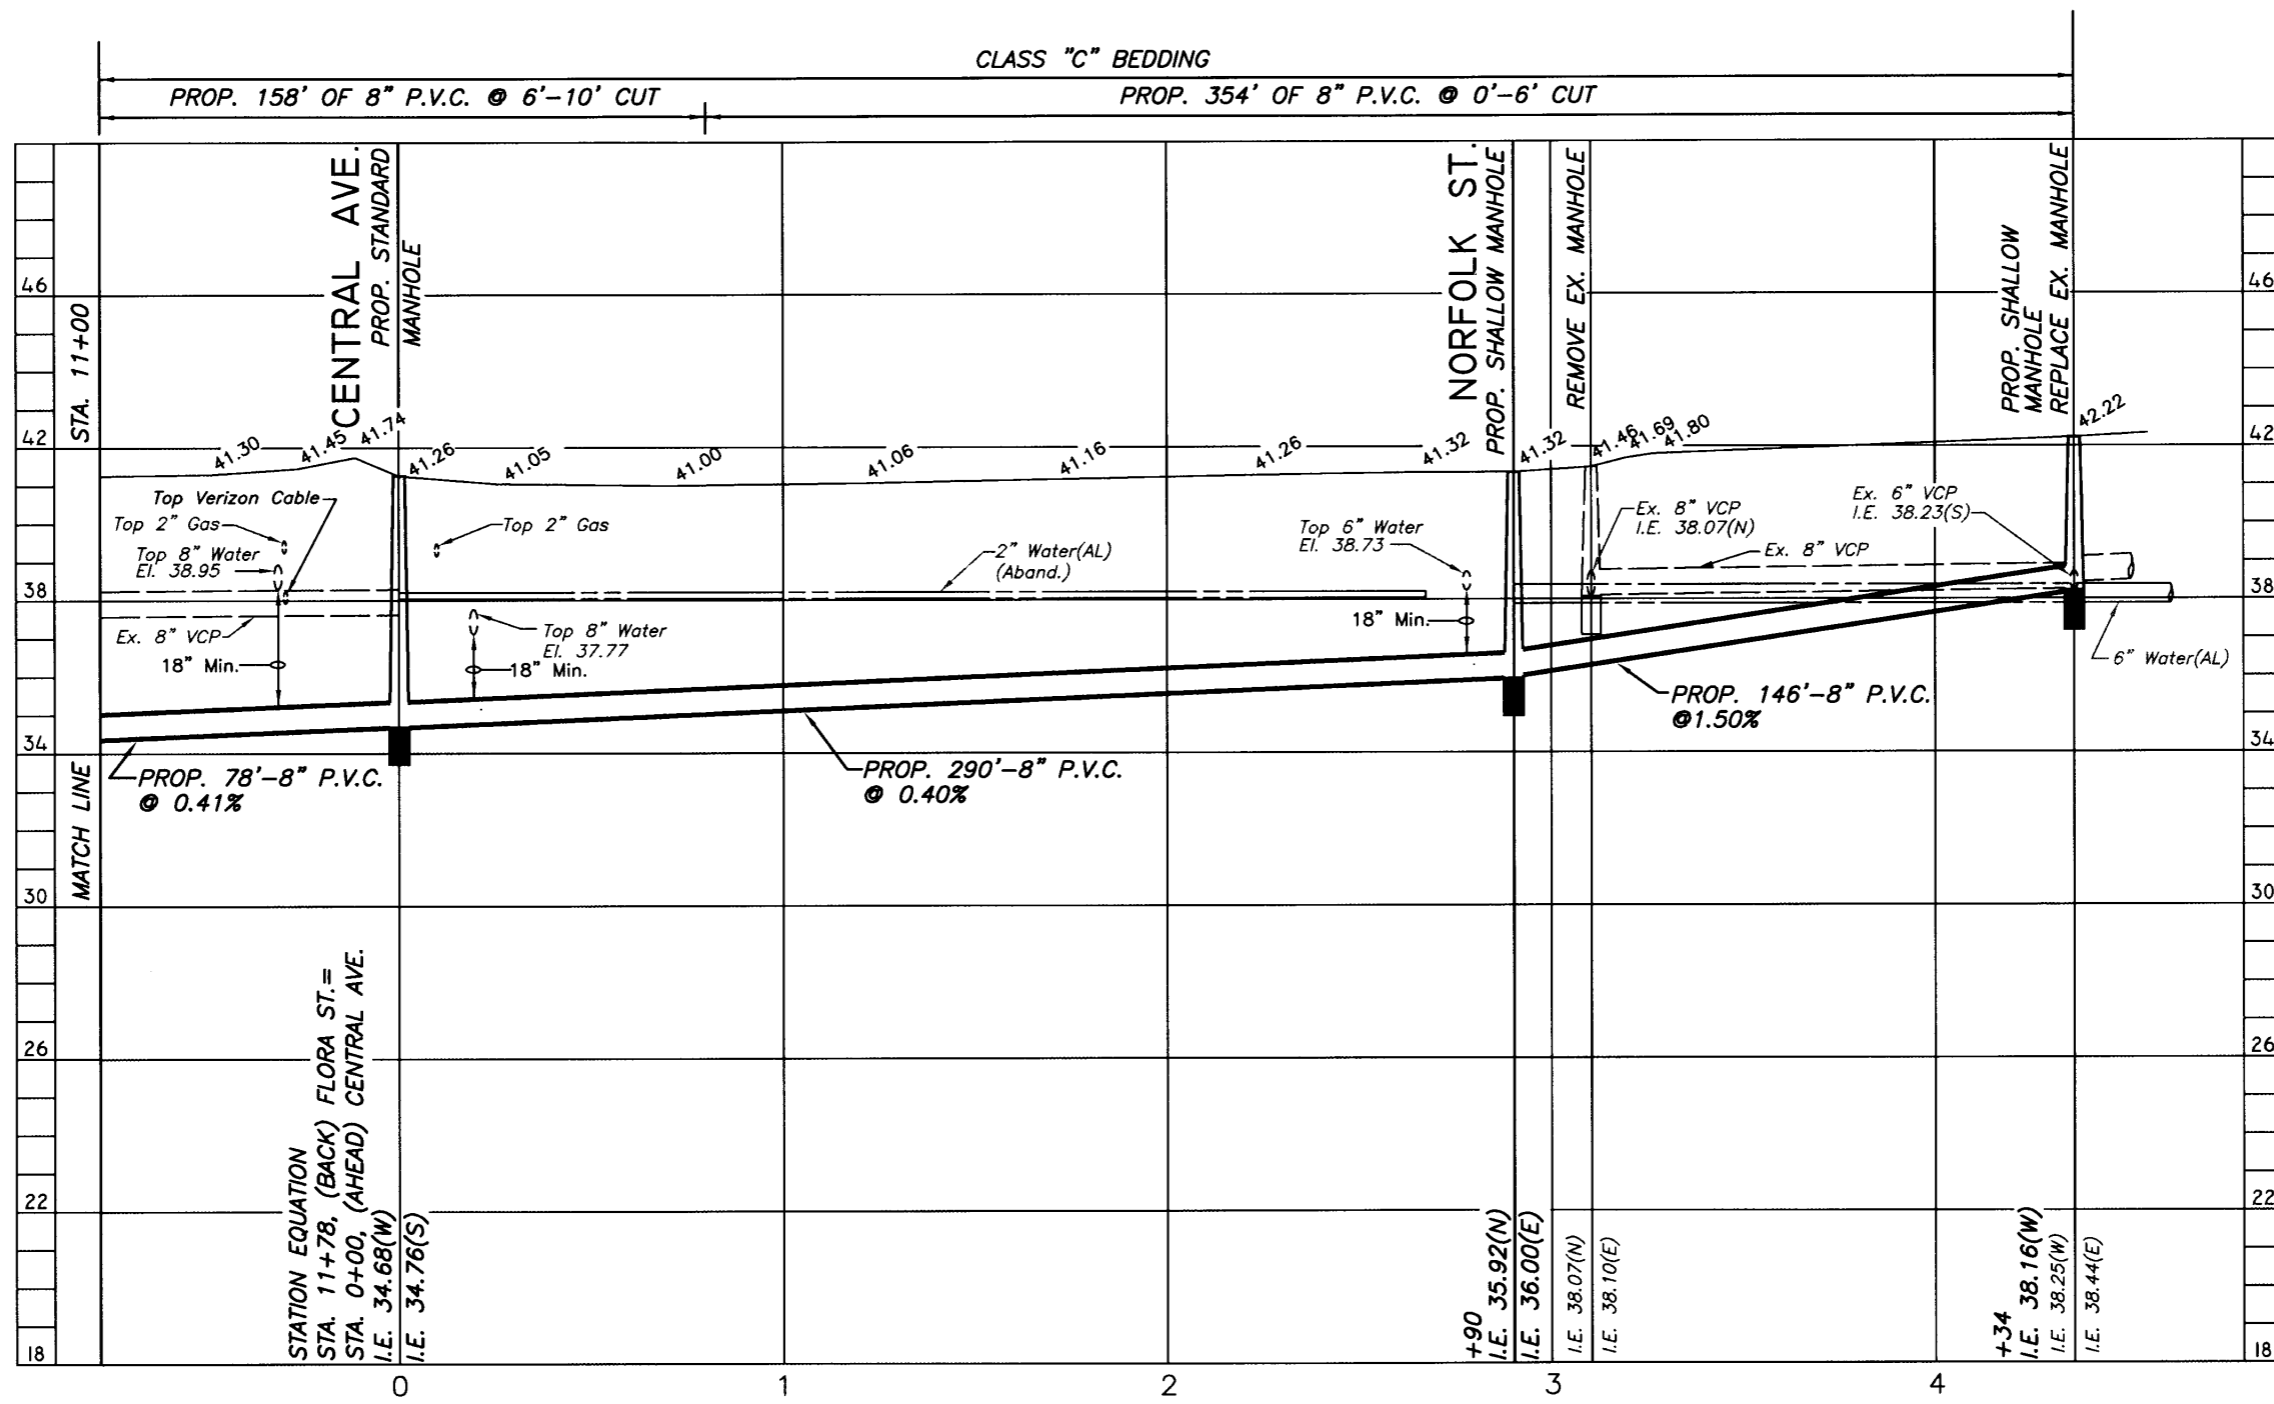 CLASS "C" BEDDING
PROP. 158' OF 8" P.V.C. @ 6'-10' CUT
PROP. 354' OF 8" P.V.C. @ 0'-6' CUT
STA. 11+00
MATCH LINE
CENTRAL AVE.
PROP. STANDARD
MANHOLE
NORFOLK ST.
PROP. SHALLOW MANHOLE
REMOVE EX. MANHOLE
PROP. SHALLOW
MANHOLE
REPLACE EX. MANHOLE
46
42
38
34
30
26
22
18
46
42
38
34
30
26
22
18
41.30
41.45
41.74
41.26
41.05
41.00
41.06
41.16
41.26
41.32
41.32
41.46
41.69
41.80
42.22
Top Verizon Cable
Top 2" Gas
Top 8" Water
El. 38.95
Ex. 8" VCP
18" Min.
Top 2" Gas
Top 8" Water
El. 37.77
18" Min.
2" Water(AL)
(Aband.)
Top 6" Water
El. 38.73
18" Min.
Ex. 8" VCP
I.E. 38.07(N)
Ex. 8" VCP
Ex. 6" VCP
I.E. 38.23(S)
6" Water(AL)
PROP. 78'-8" P.V.C.
@ 0.41%
PROP. 290'-8" P.V.C.
@ 0.40%
PROP. 146'-8" P.V.C.
@1.50%
STATION EQUATION
STA. 11+78, (BACK) FLORA ST.=
STA. 0+00, (AHEAD) CENTRAL AVE.
I.E. 34.68(W)
I.E. 34.76(S)
+90
I.E. 35.92(N)
I.E. 36.00(E)
I.E. 38.07(N)
I.E. 38.10(E)
+34
I.E. 38.16(W)
I.E. 38.25(W)
I.E. 38.44(E)
0
1
2
3
4